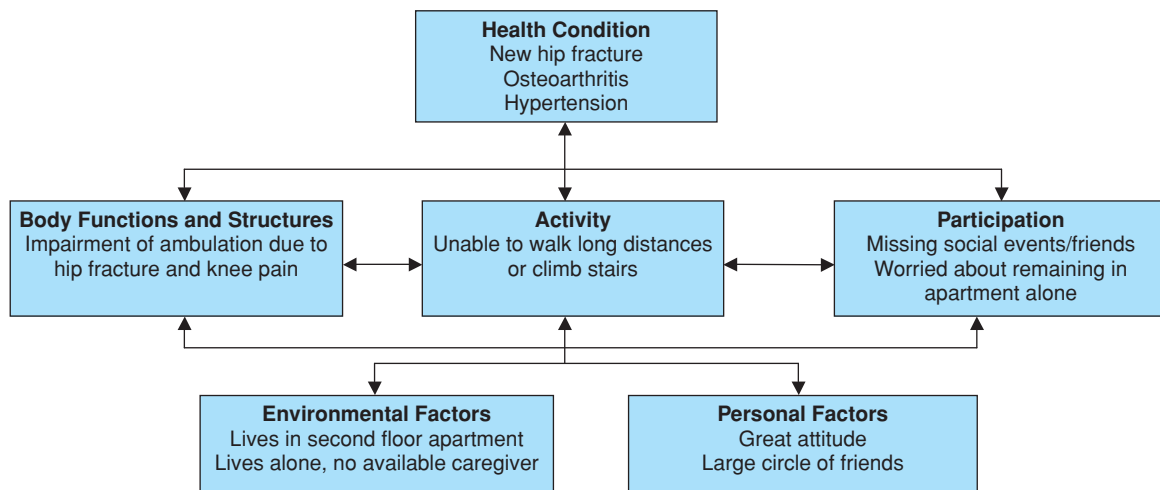 Health Condition
New hip fracture
Osteoarthritis
Hypertension
Body Functions and Structures
Impairment of ambulation due to
hip fracture and knee pain
Activity
Unable to walk long distances
or climb stairs
Participation
Missing social events/friends
Worried about remaining in
apartment alone
Environmental Factors
Lives in second floor apartment
Lives alone, no available caregiver
Personal Factors
Great attitude
Large circle of friends